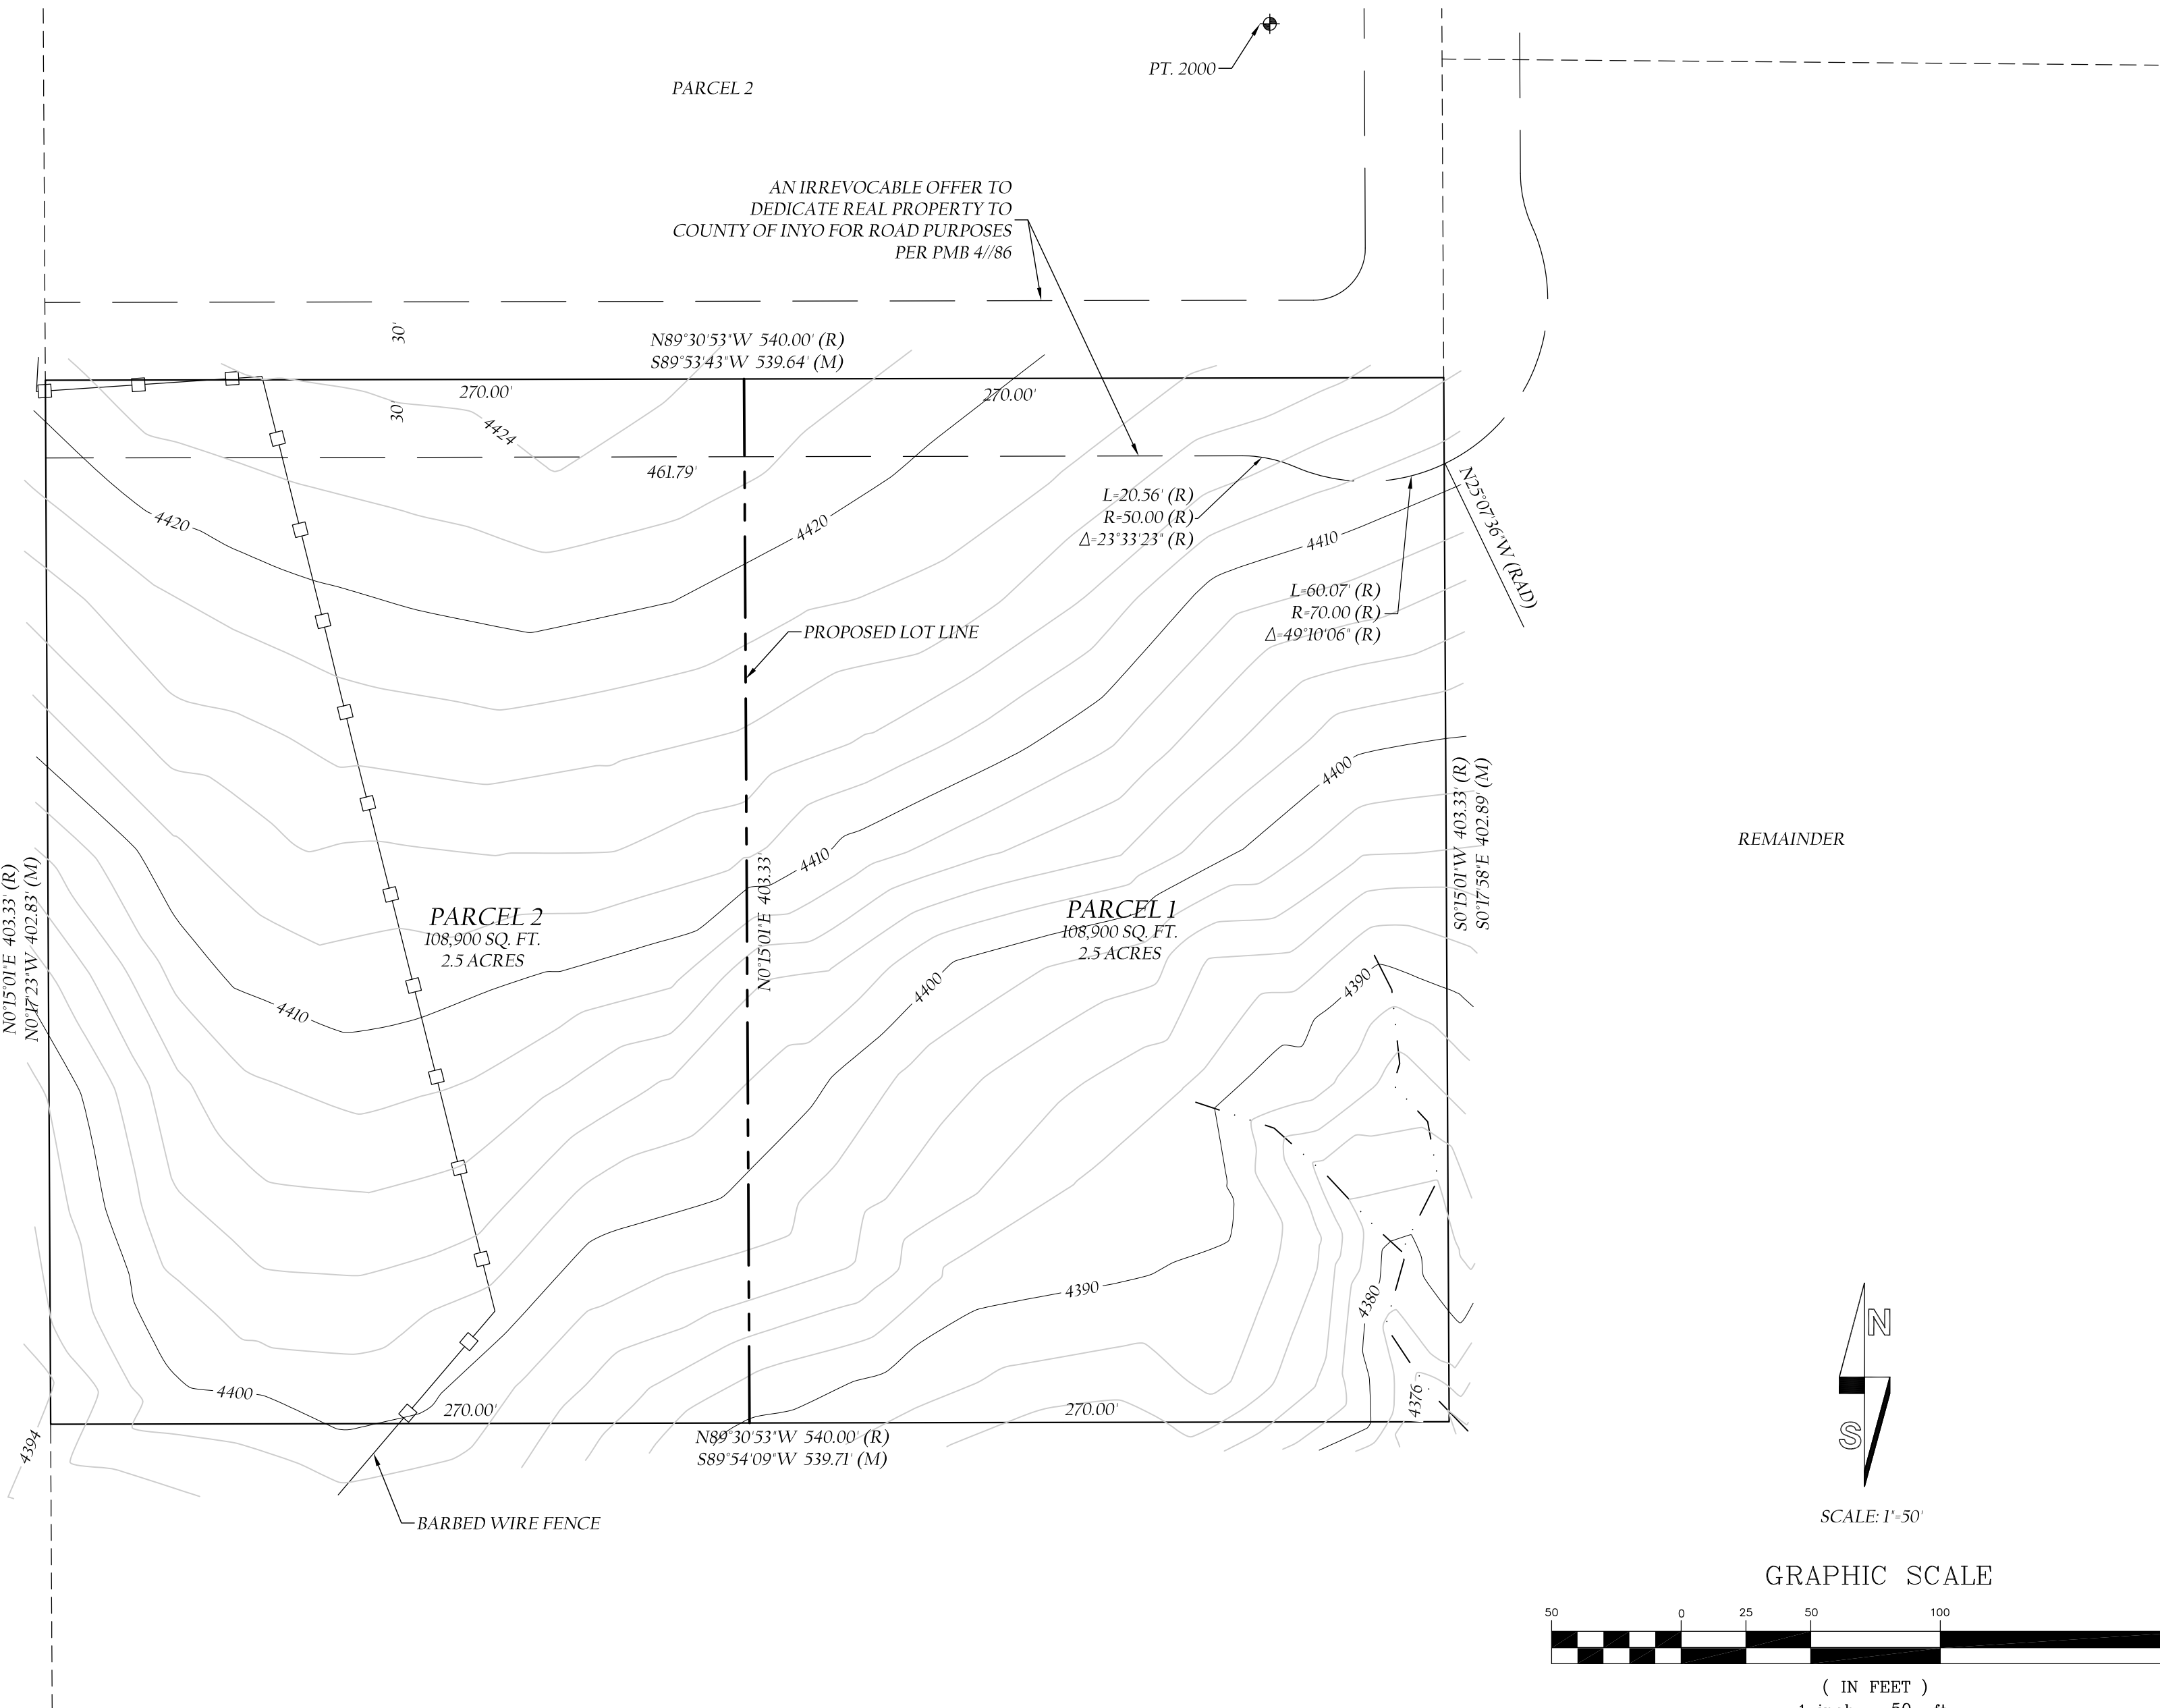 PT. 2000
PARCEL 2
AN IRREVOCABLE OFFER TO
DEDICATE REAL PROPERTY TO
COUNTY OF INYO FOR ROAD PURPOSES
PER PMB 4//86
30'
N89°30'53"W 540.00' (R)
S89°53'43"W 539.64' (M)
270.00'
270.00'
30'
4424
461.79'
4420
4420
L=20.56' (R)
R=50.00 (R)
Δ=23°33'23" (R)
4410
N25°07'36"W (RAD)
L=60.07' (R)
R=70.00 (R)
Δ=49°10'06" (R)
PROPOSED LOT LINE
4400
S0°15'01"W 403.33' (R)
S0°17'58"E 402.89' (M)
REMAINDER
4410
N0°15'01"E 403.33'
N0°15'01"E 403.33' (R)
N0°17'23"W 402.83' (M)
PARCEL 2
108,900 SQ. FT.
2.5 ACRES
PARCEL 1
108,900 SQ. FT.
2.5 ACRES
4410
4400
4390
4390
4380
4400
4376
270.00'
270.00'
4394
N89°30'53"W 540.00' (R)
S89°54'09"W 539.71' (M)
BARBED WIRE FENCE
N
S
SCALE: 1"=50'
GRAPHIC SCALE
50 0 25 50 100
( IN FEET )